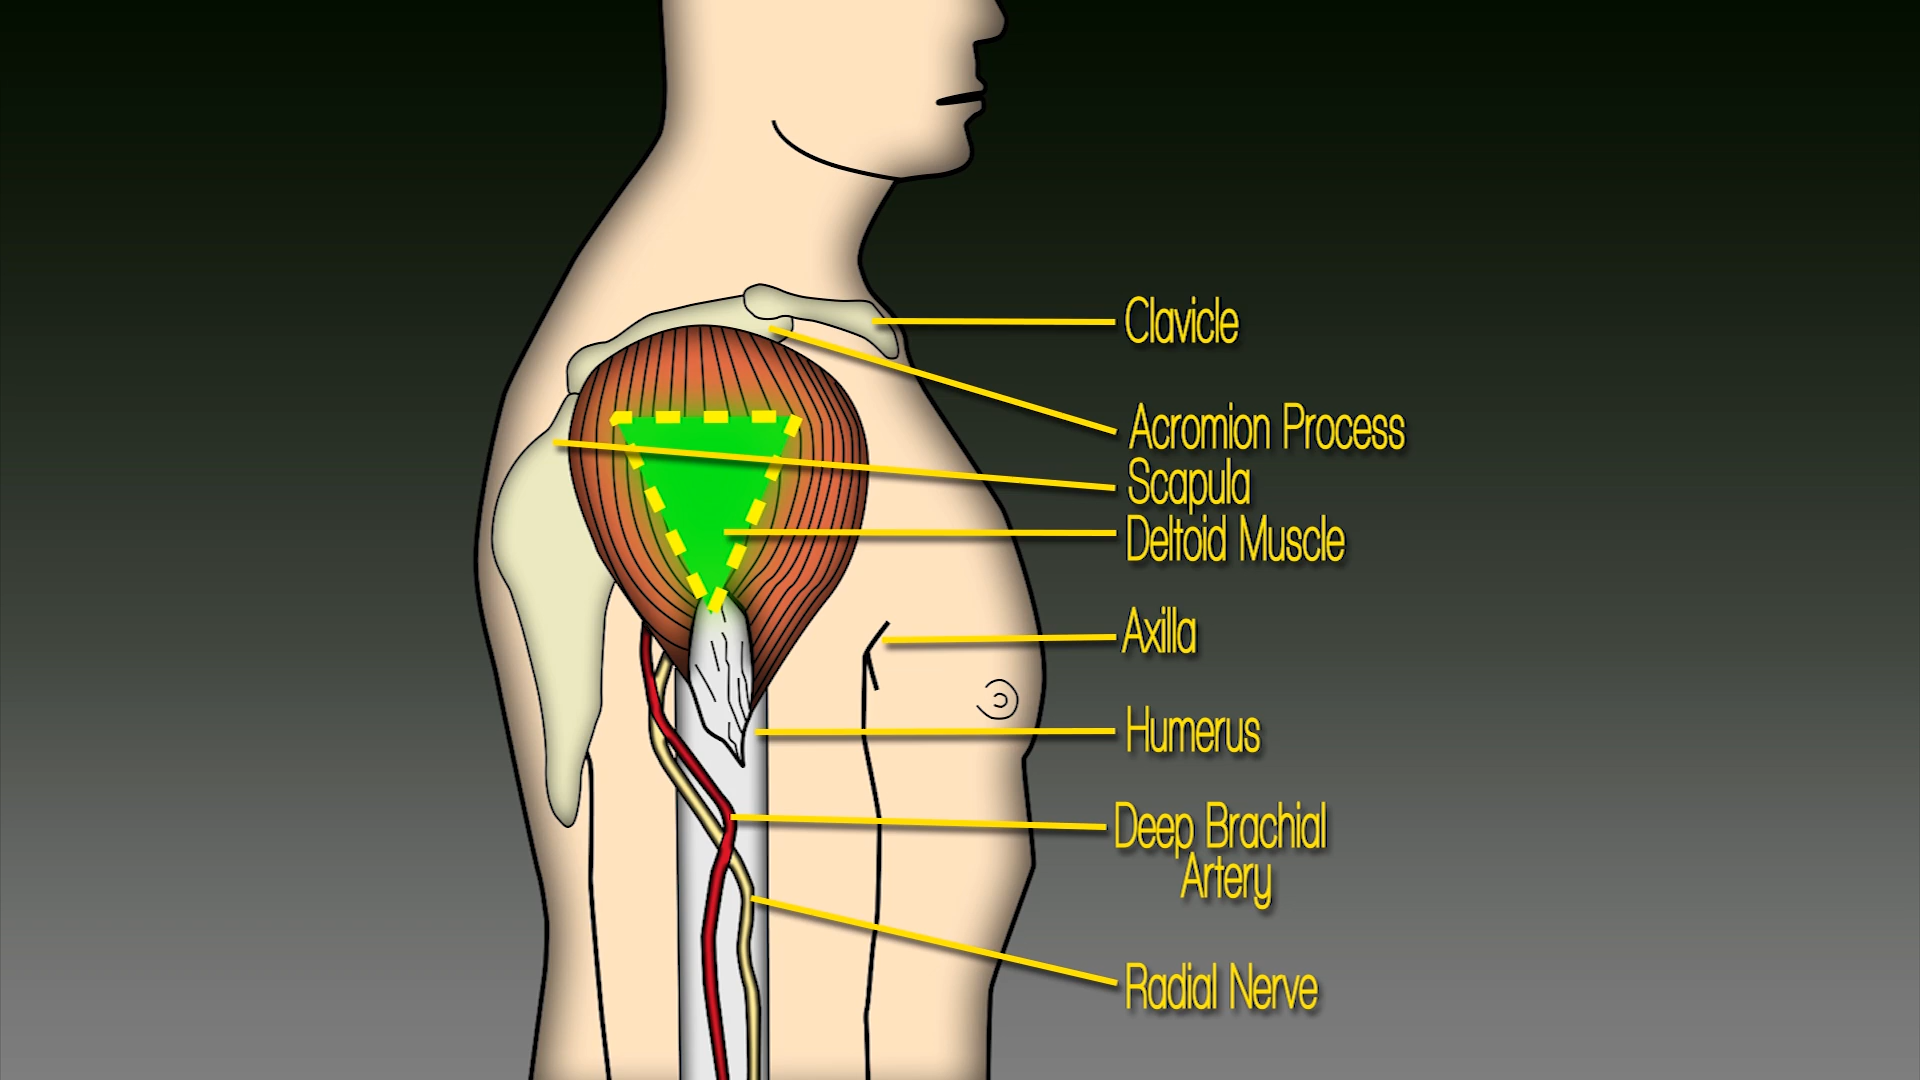 Clavicle
Acromion Process
Scapula
Deltoid Muscle
Axilla
Humerus
Deep Brachial
Artery
Radial Nerve